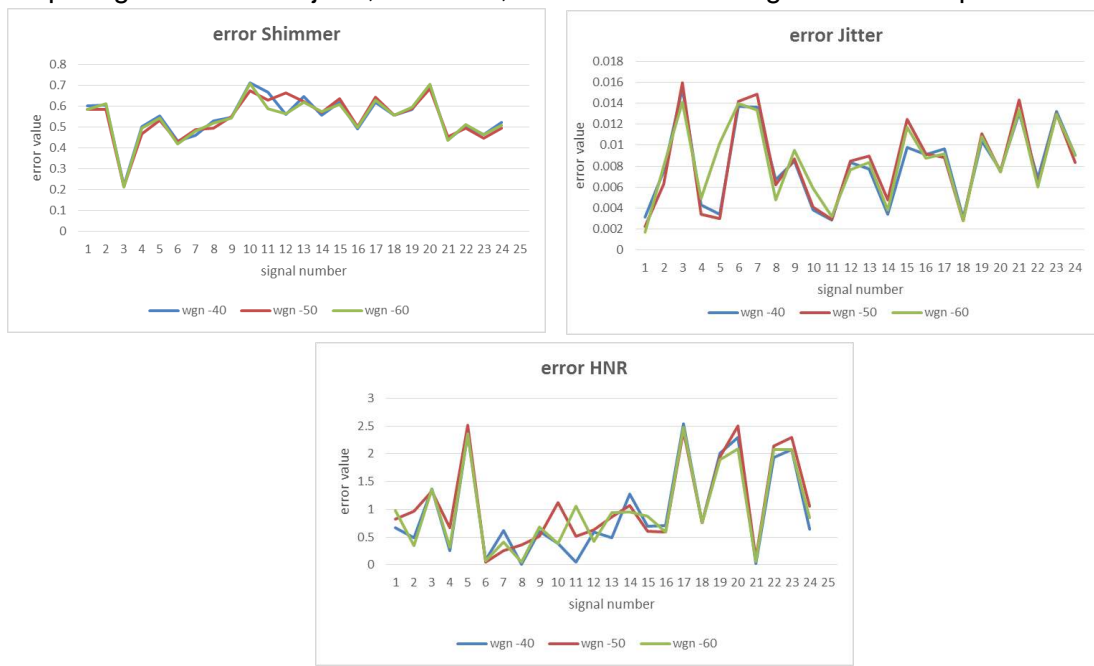 error Shimmer
0.8
0.7
0.6
0.5
0.4
0.3
0.2
0.1
0
error value
1 2 3 4 5 6 7 8 9 10 11 12 13 14 15 16 17 18 19 20 21 22 23 24 25
signal number
wgn -40 wgn -50 wgn -60
error Jitter
0.018
0.016
0.014
0.012
0.01
0.008
0.006
0.004
0.002
0
error value
1 2 3 4 5 6 7 8 9 10 11 12 13 14 15 16 17 18 19 20 21 22 23 24
signal number
wgn -40 wgn -50 wgn -60
error HNR
3
2.5
2
1.5
1
0.5
0
error value
1 2 3 4 5 6 7 8 9 10 11 12 13 14 15 16 17 18 19 20 21 22 23 24 25
signal number
wgn -40 wgn -50 wgn -60